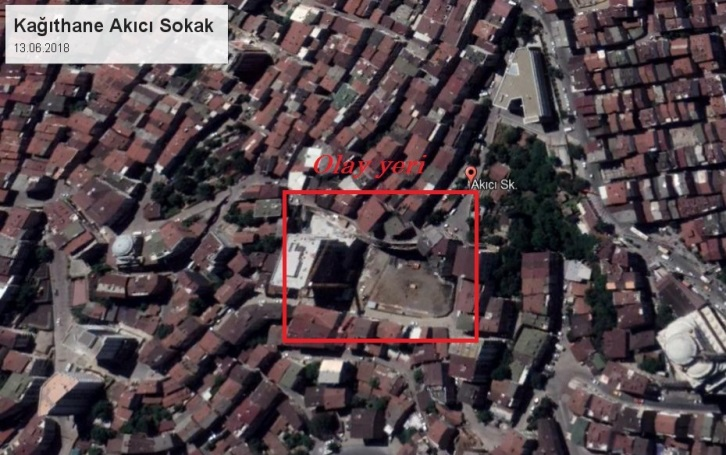 Kağıthane Akıcı Sokak
13.06.2018
Olay yeri
Akıcı Sk.